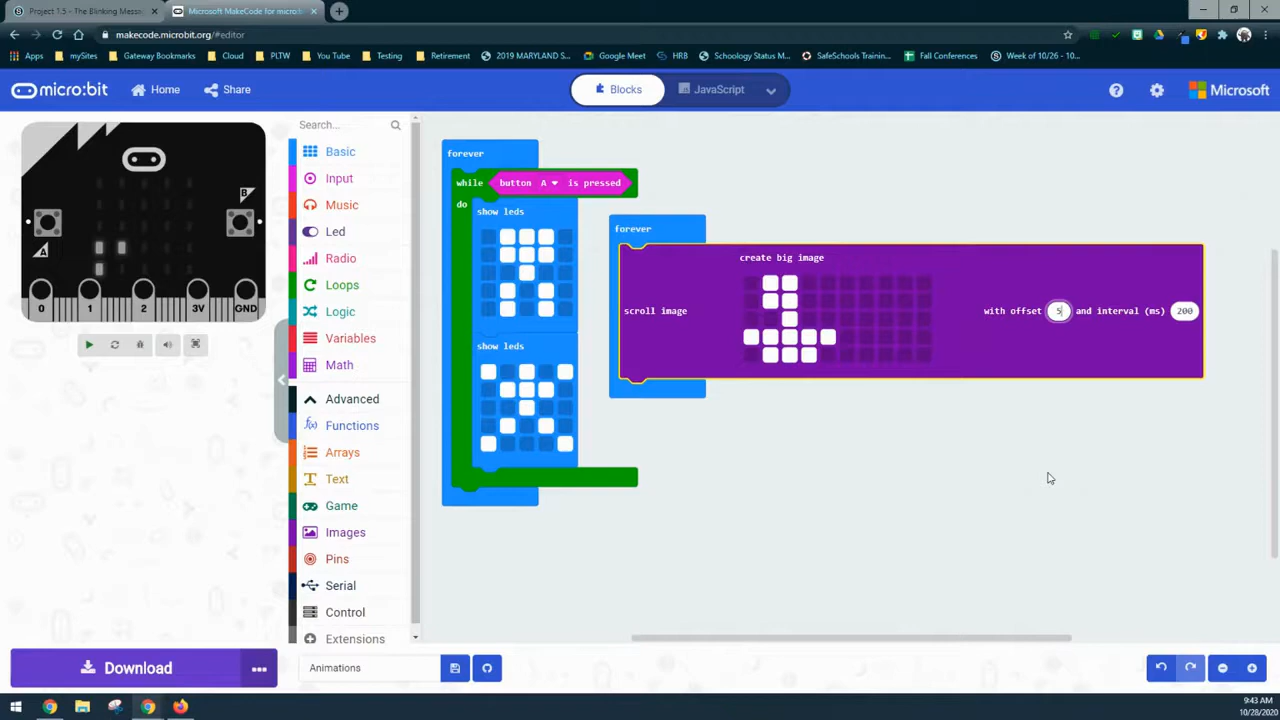 Project 1.5 - The Blinking Mess
Microsoft MakeCode for micro:bit
makecode.microbit.org/#editor
Apps
mySites
Gateway Bookmarks
Cloud
PLTW
You Tube
Testing
Retirement
2019 MARYLAND S...
Google Meet
HRB
Schoology Status M...
SafeSchools Training...
Fall Conferences
Week of 10/26 - 10...
micro:bit
Home
Share
Blocks
JavaScript
Microsoft
A
B
0
1
2
3V
GND
Search...
Basic
Input
Music
Led
Radio
Loops
Logic
Variables
Math
Advanced
Functions
Arrays
Text
Game
Images
Pins
Serial
Control
Extensions
forever
while button A is pressed
do
show leds
show leds
forever
create big image
scroll image with offset 5 and interval (ms) 200
Download
Animations
9:43 AM
10/28/2020